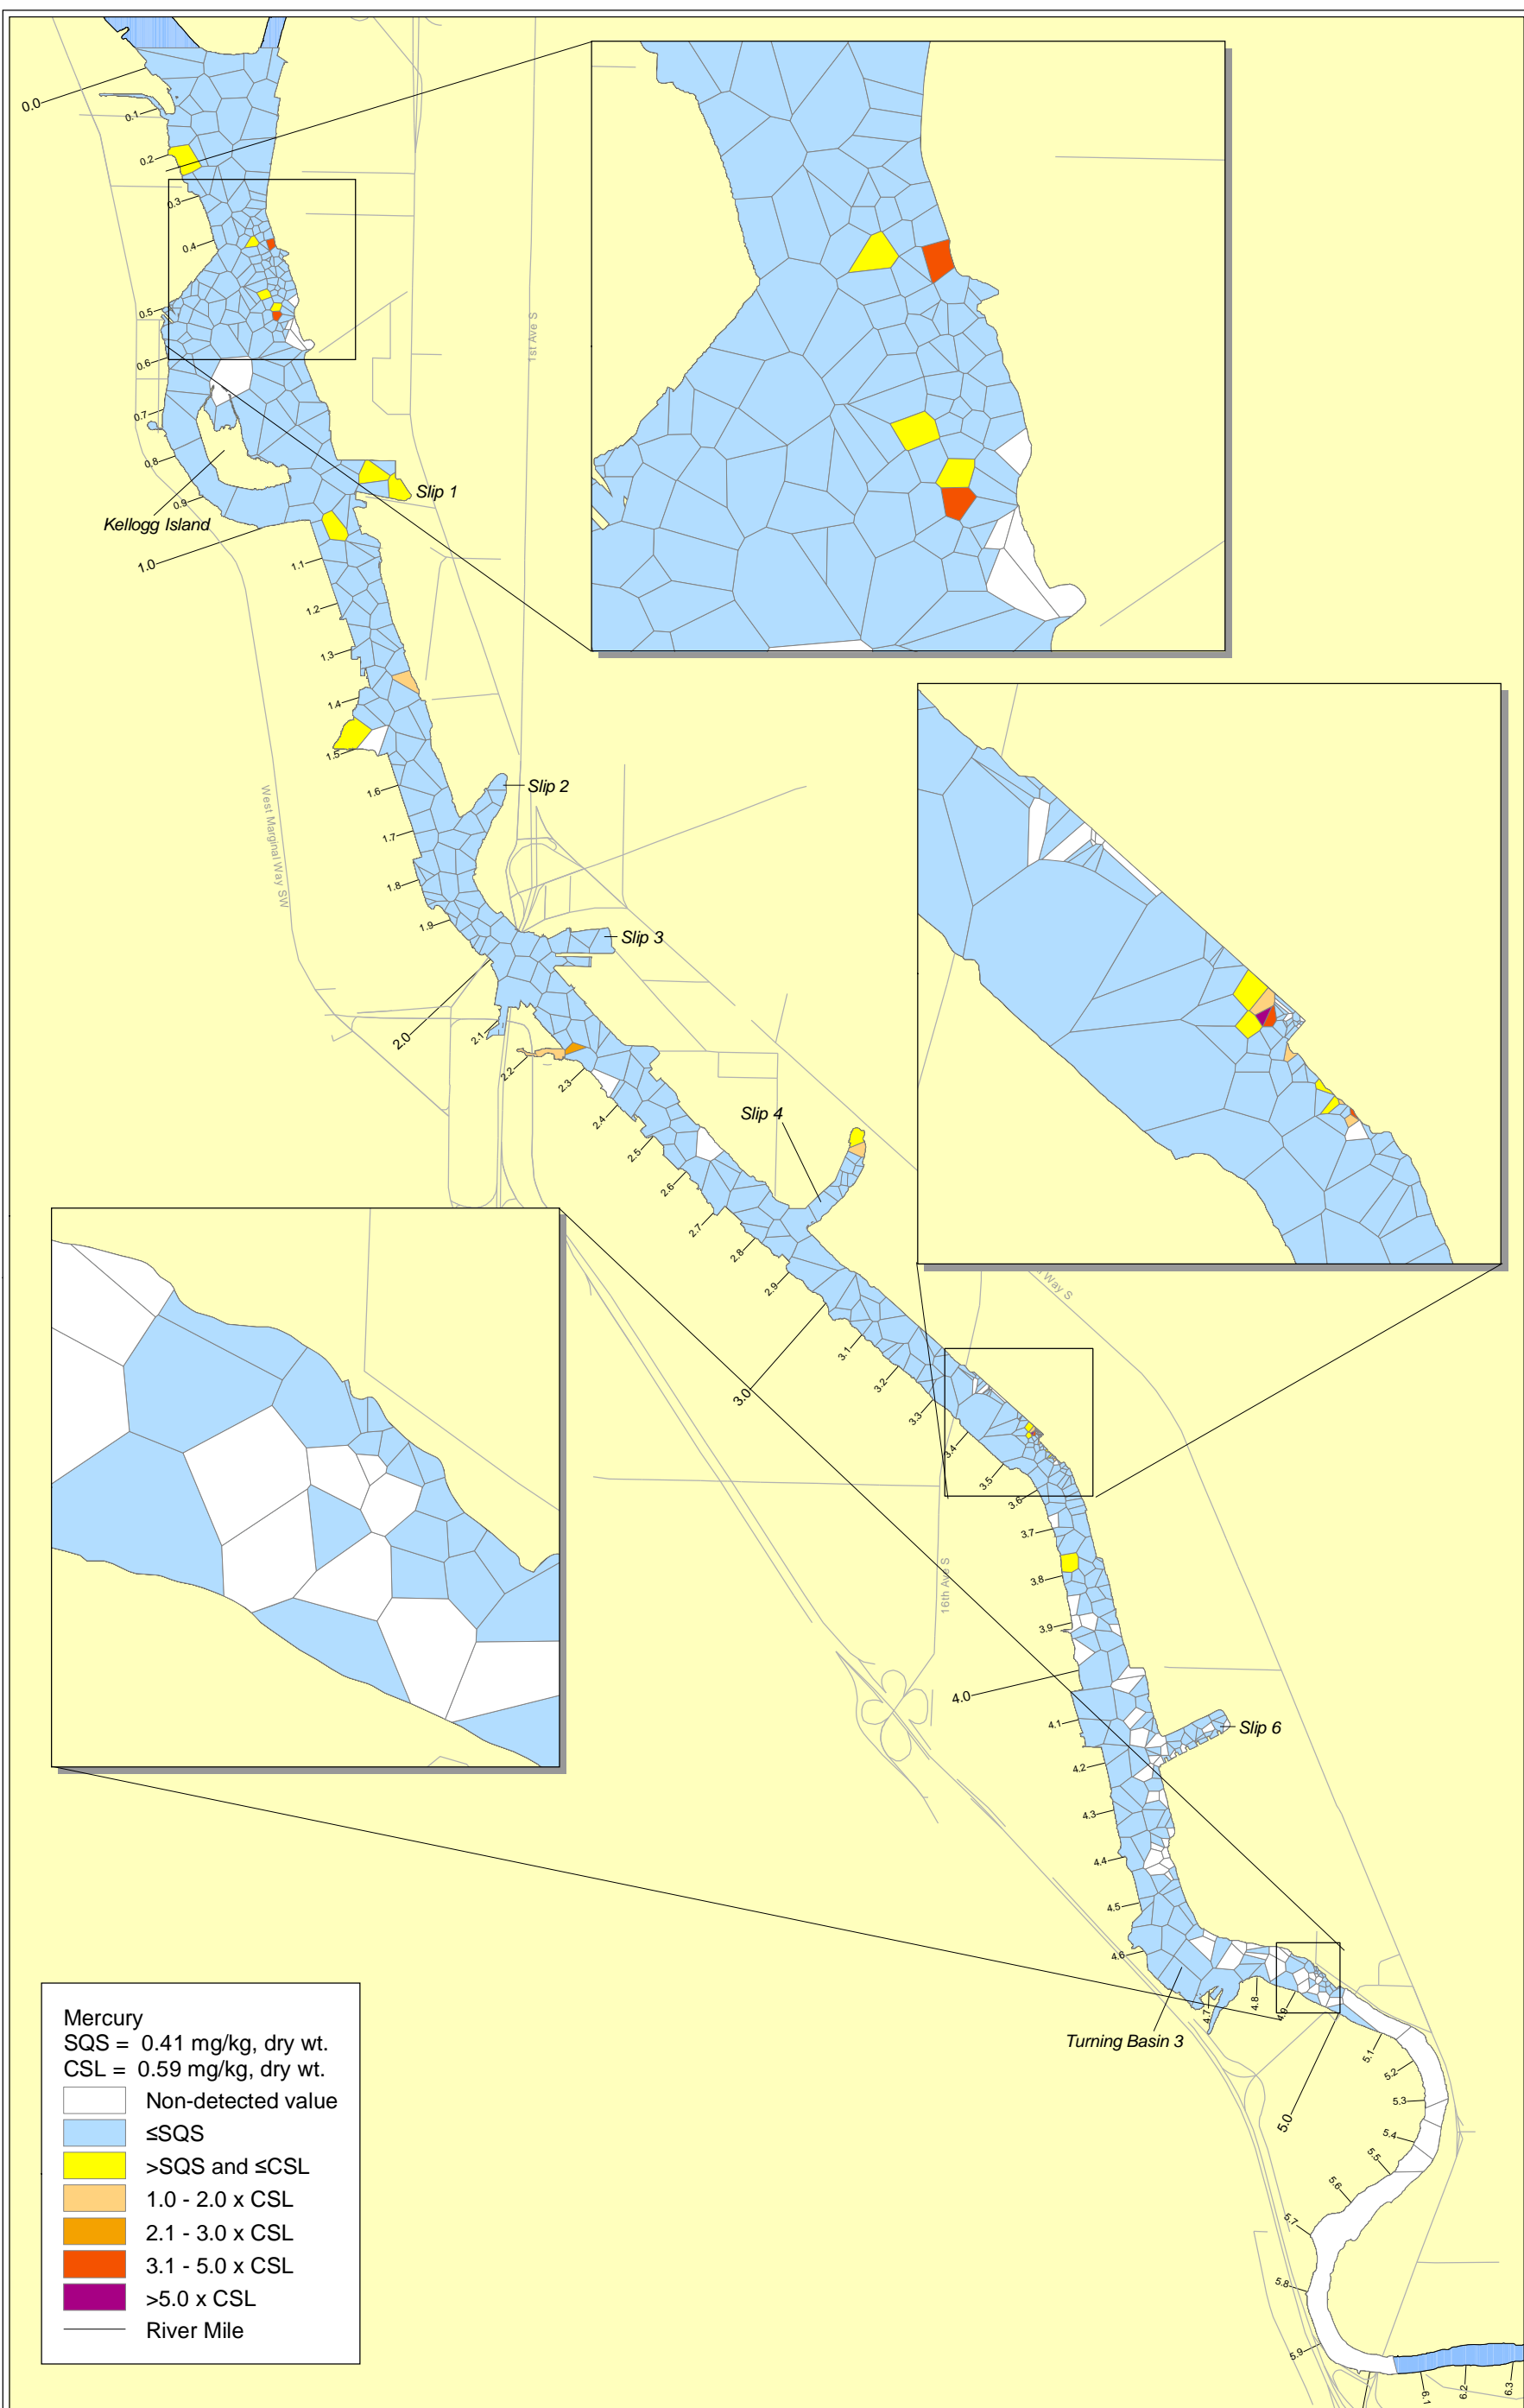 0.0
0.1
0.2
0.3
0.4
0.5
0.6
0.7
0.8
0.9
Slip 1
Kellogg Island
1.0
1st Ave S
1.1
1.2
1.3
1.4
1.5
1.6
Slip 2
1.7
1.8
1.9
West Marginal Way SW
Slip 3
2.0
2.1
2.2
2.3
2.4
2.5
2.6
2.7
2.8
2.9
Slip 4
3.0
3.1
3.2
3.3
3.4
3.5
3.6
3.7
3.8
3.9
Way S
16th Ave S
4.0
4.1
4.2
4.3
4.4
4.5
4.6
4.7
4.8
4.9
Slip 6
Turning Basin 3
5.0
5.1
5.2
5.3
5.4
5.5
5.6
5.7
5.8
5.9
6.1
6.2
6.3
Mercury
SQS = 0.41 mg/kg, dry wt.
CSL = 0.59 mg/kg, dry wt.
Non-detected value
≤SQS
>SQS and ≤CSL
1.0 - 2.0 x CSL
2.1 - 3.0 x CSL
3.1 - 5.0 x CSL
>5.0 x CSL
River Mile